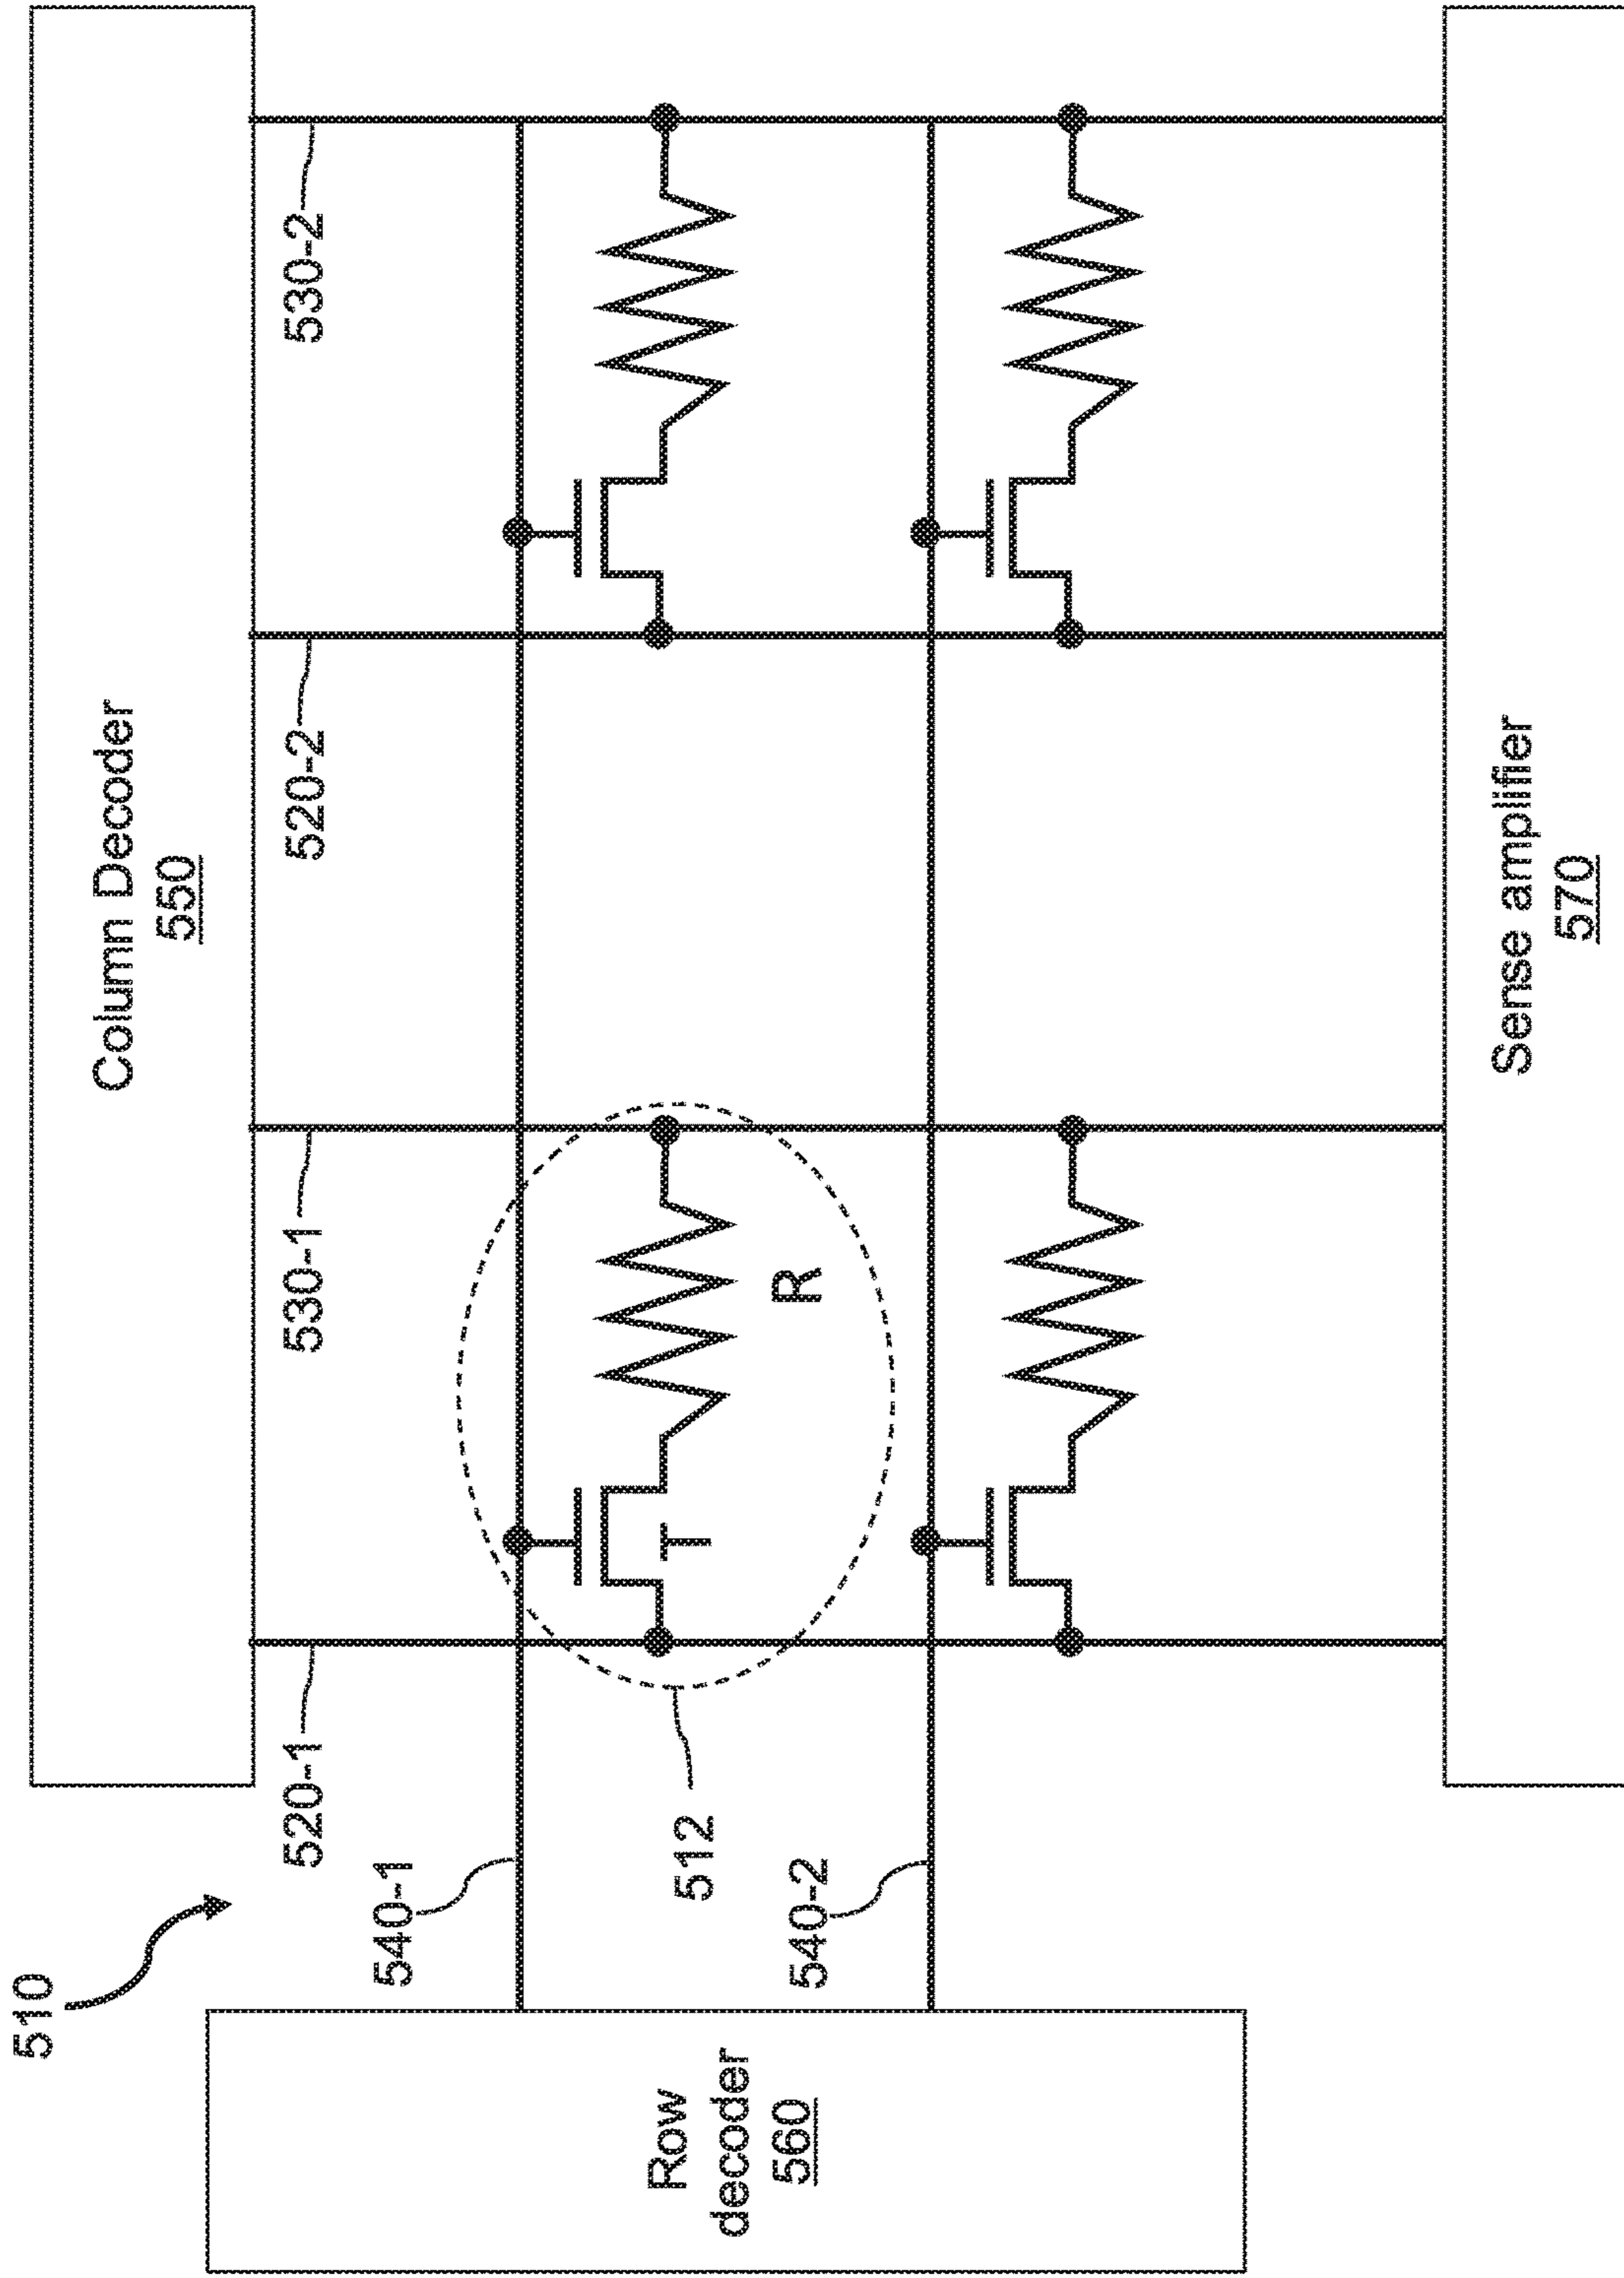 510
Column Decoder
550
520-1
530-1
520-2
530-2
540-1
T
R
512
540-2
Row
decoder
560
Sense amplifier
570